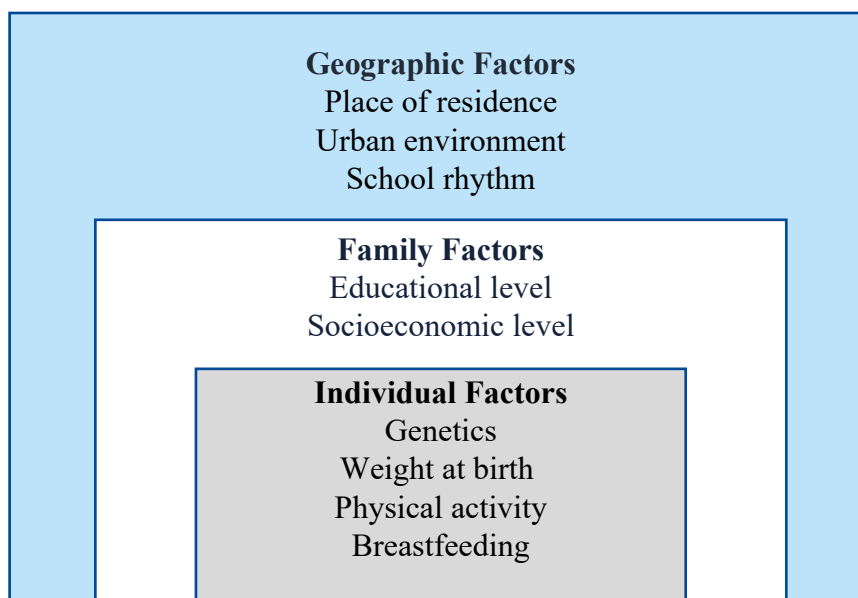 Geographic Factors
Place of residence
Urban environment
School rhythm
Family Factors
Educational level
Socioeconomic level
Individual Factors
Genetics
Weight at birth
Physical activity
Breastfeeding